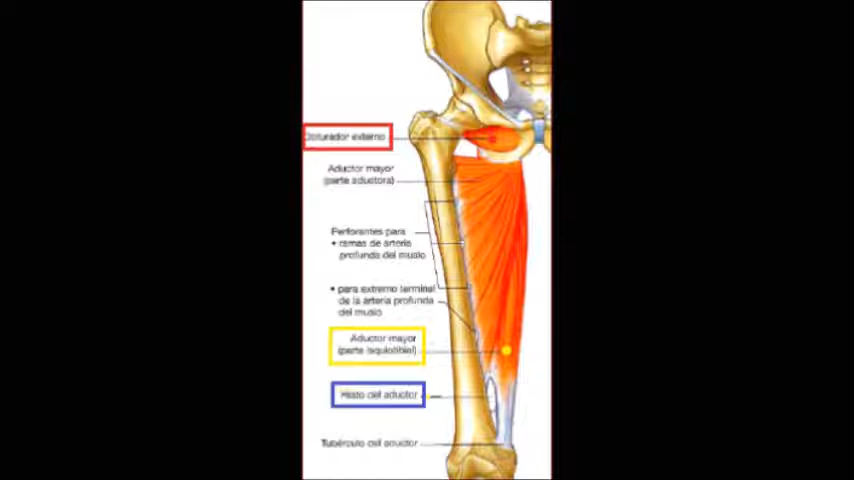 Obturador externo
Aductor mayor
(parte aductora)
Perforantes para
• ramas de arteria
profunda del muslo
• para extremo terminal
de la arteria profunda
del muslo
Aductor mayor
(parte isquiotibial)
Hiato del aductor
Tubérculo del aductor